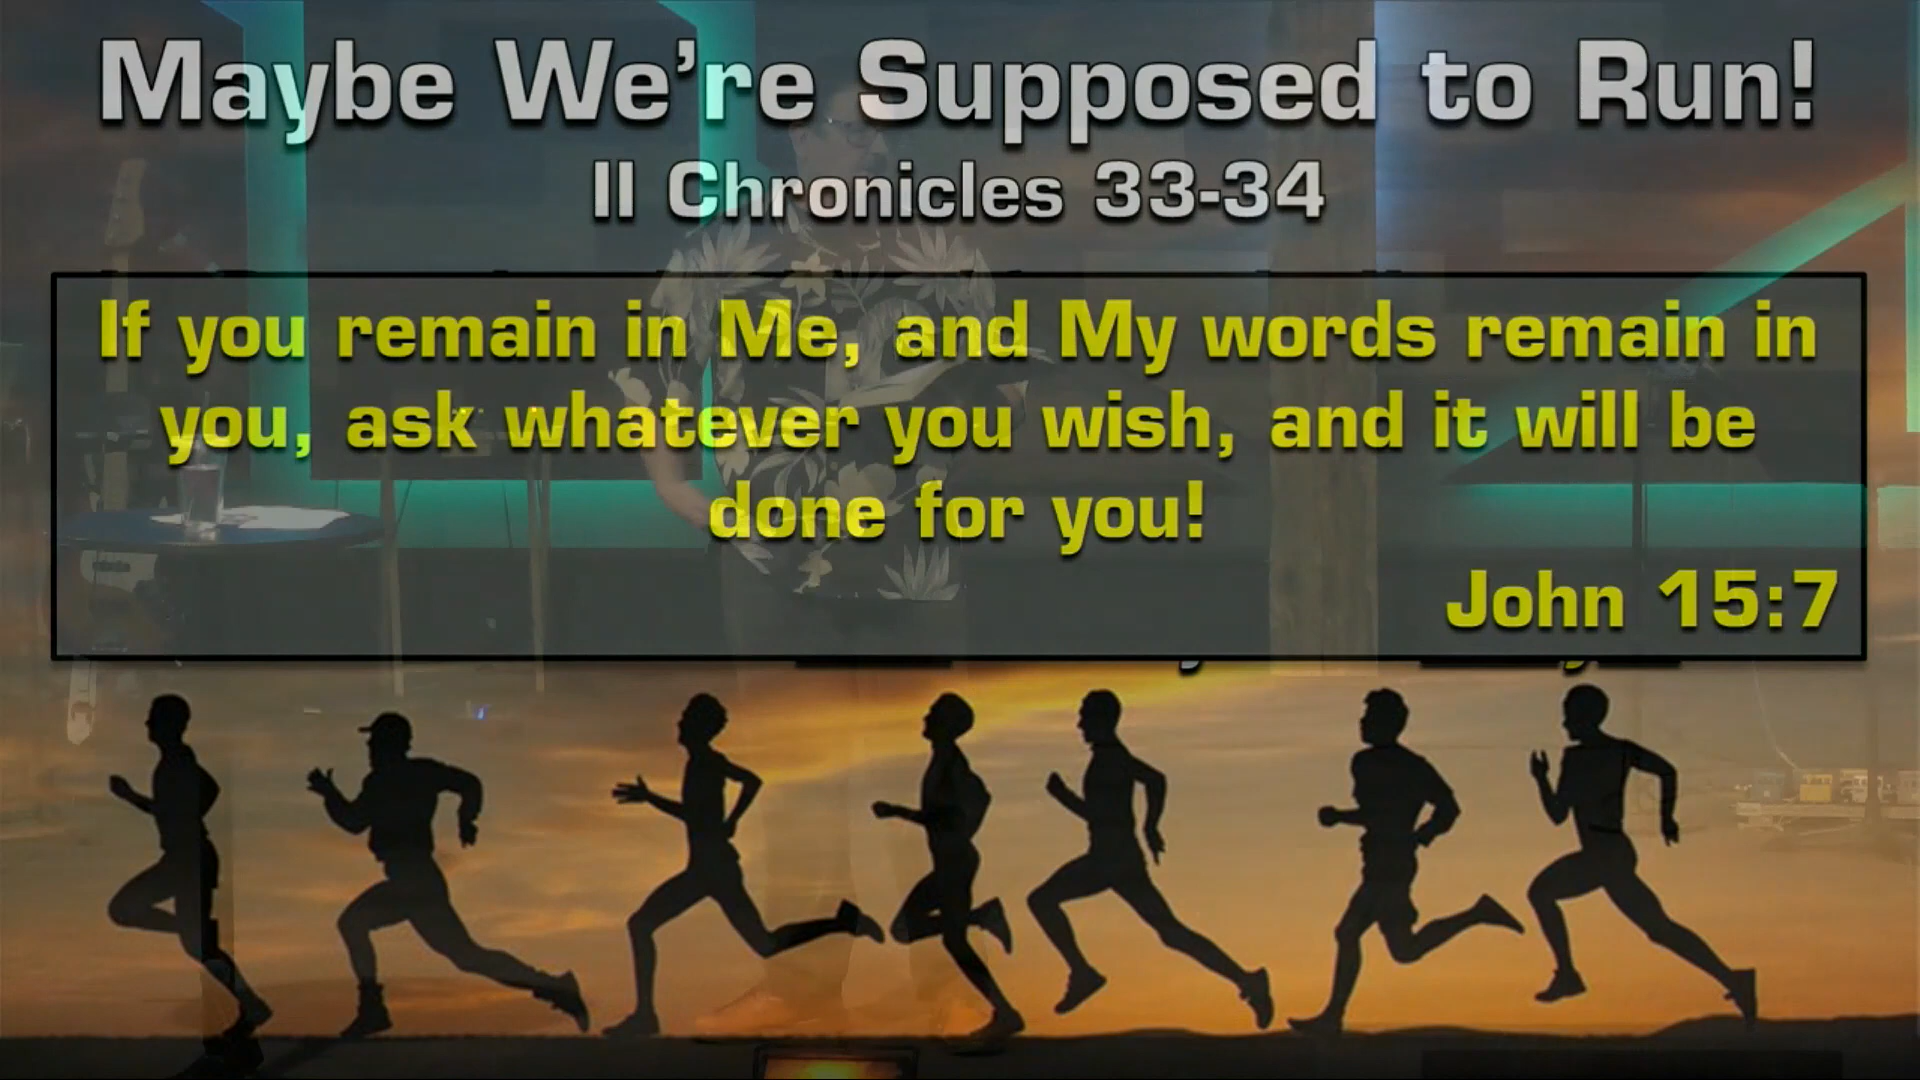 Maybe We're Supposed to Run!
II Chronicles 33-34
If you remain in Me, and My words remain in
you, ask whatever you wish, and it will be
done for you!
John 15:7